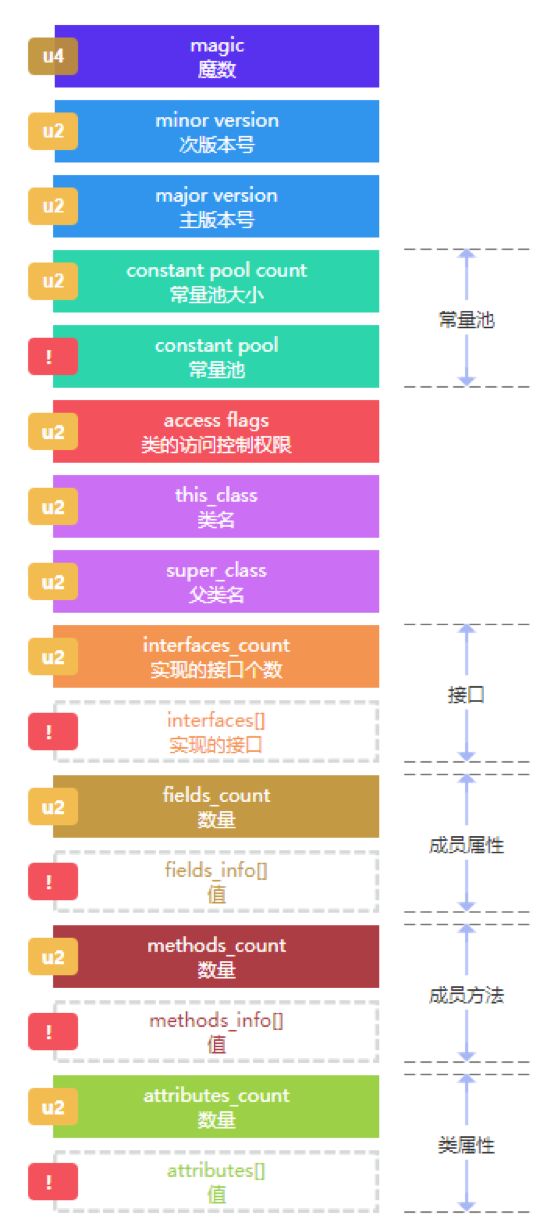 u4
magic
魔数
u2
minor version
次版本号
u2
major version
主版本号
u2
constant pool count
常量池大小
常量池
!
constant pool
常量池
u2
access flags
类的访问控制权限
u2
this_class
类名
u2
super_class
父类名
u2
interfaces_count
实现的接口个数
接口
!
interfaces[]
实现的接口
u2
fields_count
数量
成员属性
!
fields_info[]
值
u2
methods_count
数量
成员方法
!
methods_info[]
值
u2
attributes_count
数量
类属性
!
attributes[]
值